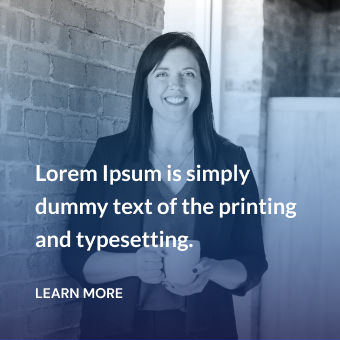 Lorem Ipsum is simply
dummy text of the printing
and typesetting.
LEARN MORE